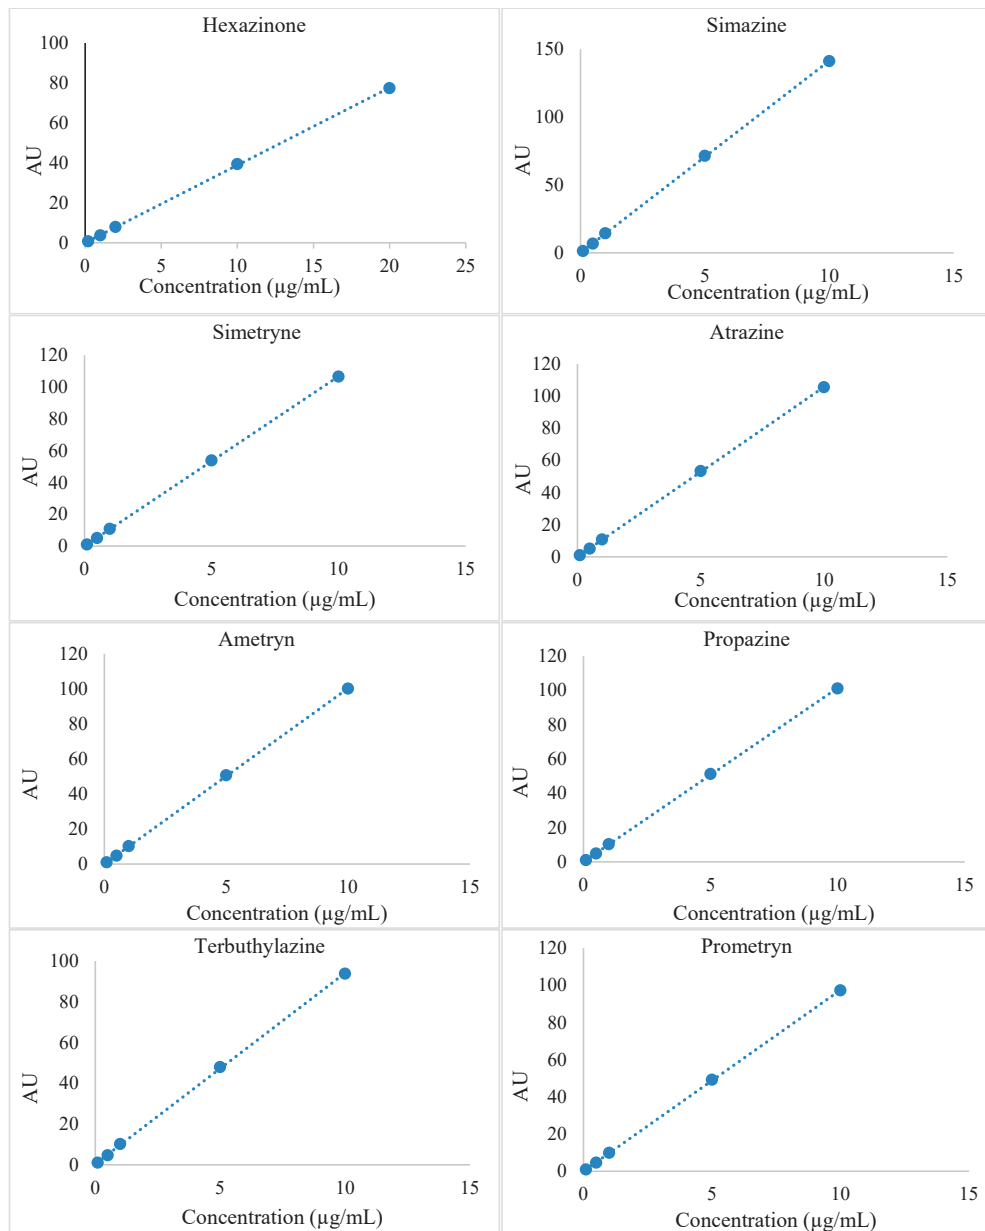 Hexazinone
100
80
60
40
20
0
AU
0 5 10 15 20 25
Concentration (µg/mL)
Simazine
150
100
50
0
AU
0 5 10 15
Concentration (µg/mL)
Simetryne
120
100
80
60
40
20
0
AU
0 5 10 15
Concentration (µg/mL)
Atrazine
120
100
80
60
40
20
0
AU
0 5 10 15
Concentration (µg/mL)
Ametryn
120
100
80
60
40
20
0
AU
0 5 10 15
Concentration (µg/mL)
Propazine
120
100
80
60
40
20
0
AU
0 5 10 15
Concentration (µg/mL)
Terbuthylazine
100
80
60
40
20
0
AU
0 5 10 15
Concentration (µg/mL)
Prometryn
120
100
80
60
40
20
0
AU
0 5 10 15
Concentration (µg/mL)